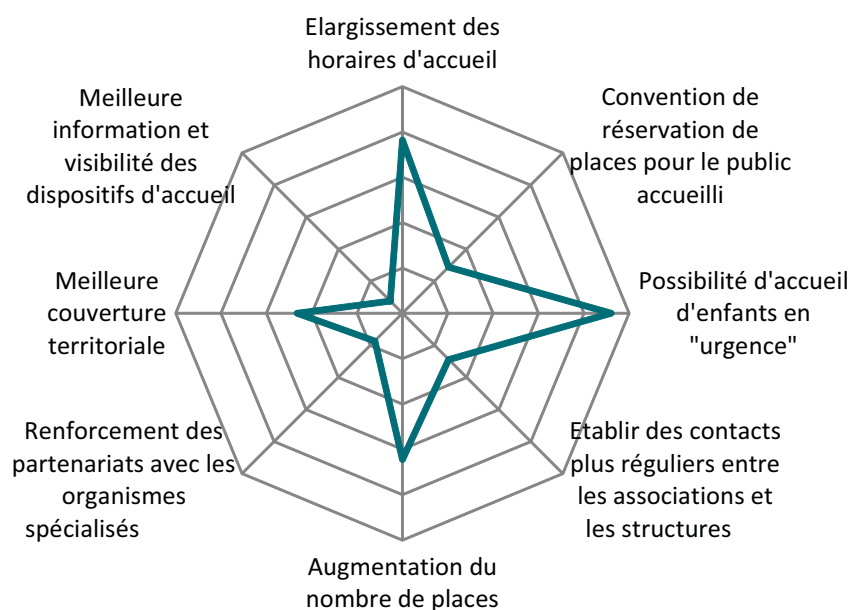 Elargissement des
horaires d'accueil
Convention de
réservation de
places pour le public
accueilli
Possibilité d'accueil
d'enfants en
"urgence"
Etablir des contacts
plus réguliers entre
les associations et
les structures
Augmentation du
nombre de places
Renforcement des
partenariats avec les
organismes
spécialisés
Meilleure
couverture
territoriale
Meilleure
information et
visibilité des
dispositifs d'accueil